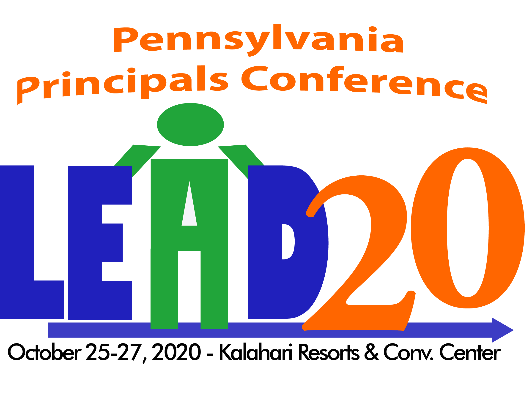 Pennsylvania
Principals Conference
LEAD20
October 25-27, 2020 - Kalahari Resorts & Conv. Center